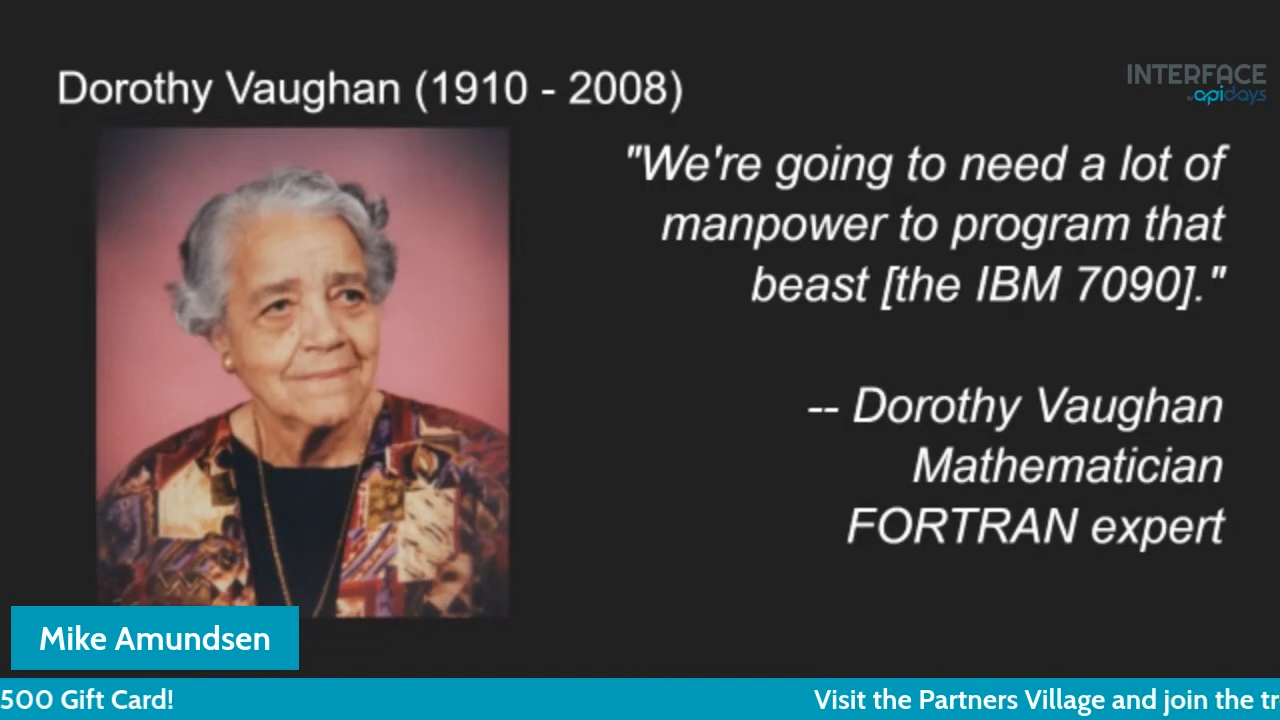 Dorothy Vaughan (1910 - 2008)
INTERFACE
by apidays
"We're going to need a lot of
manpower to program that
beast [the IBM 7090]."
-- Dorothy Vaughan
Mathematician
FORTRAN expert
Mike Amundsen
500 Gift Card!
Visit the Partners Village and join the tr